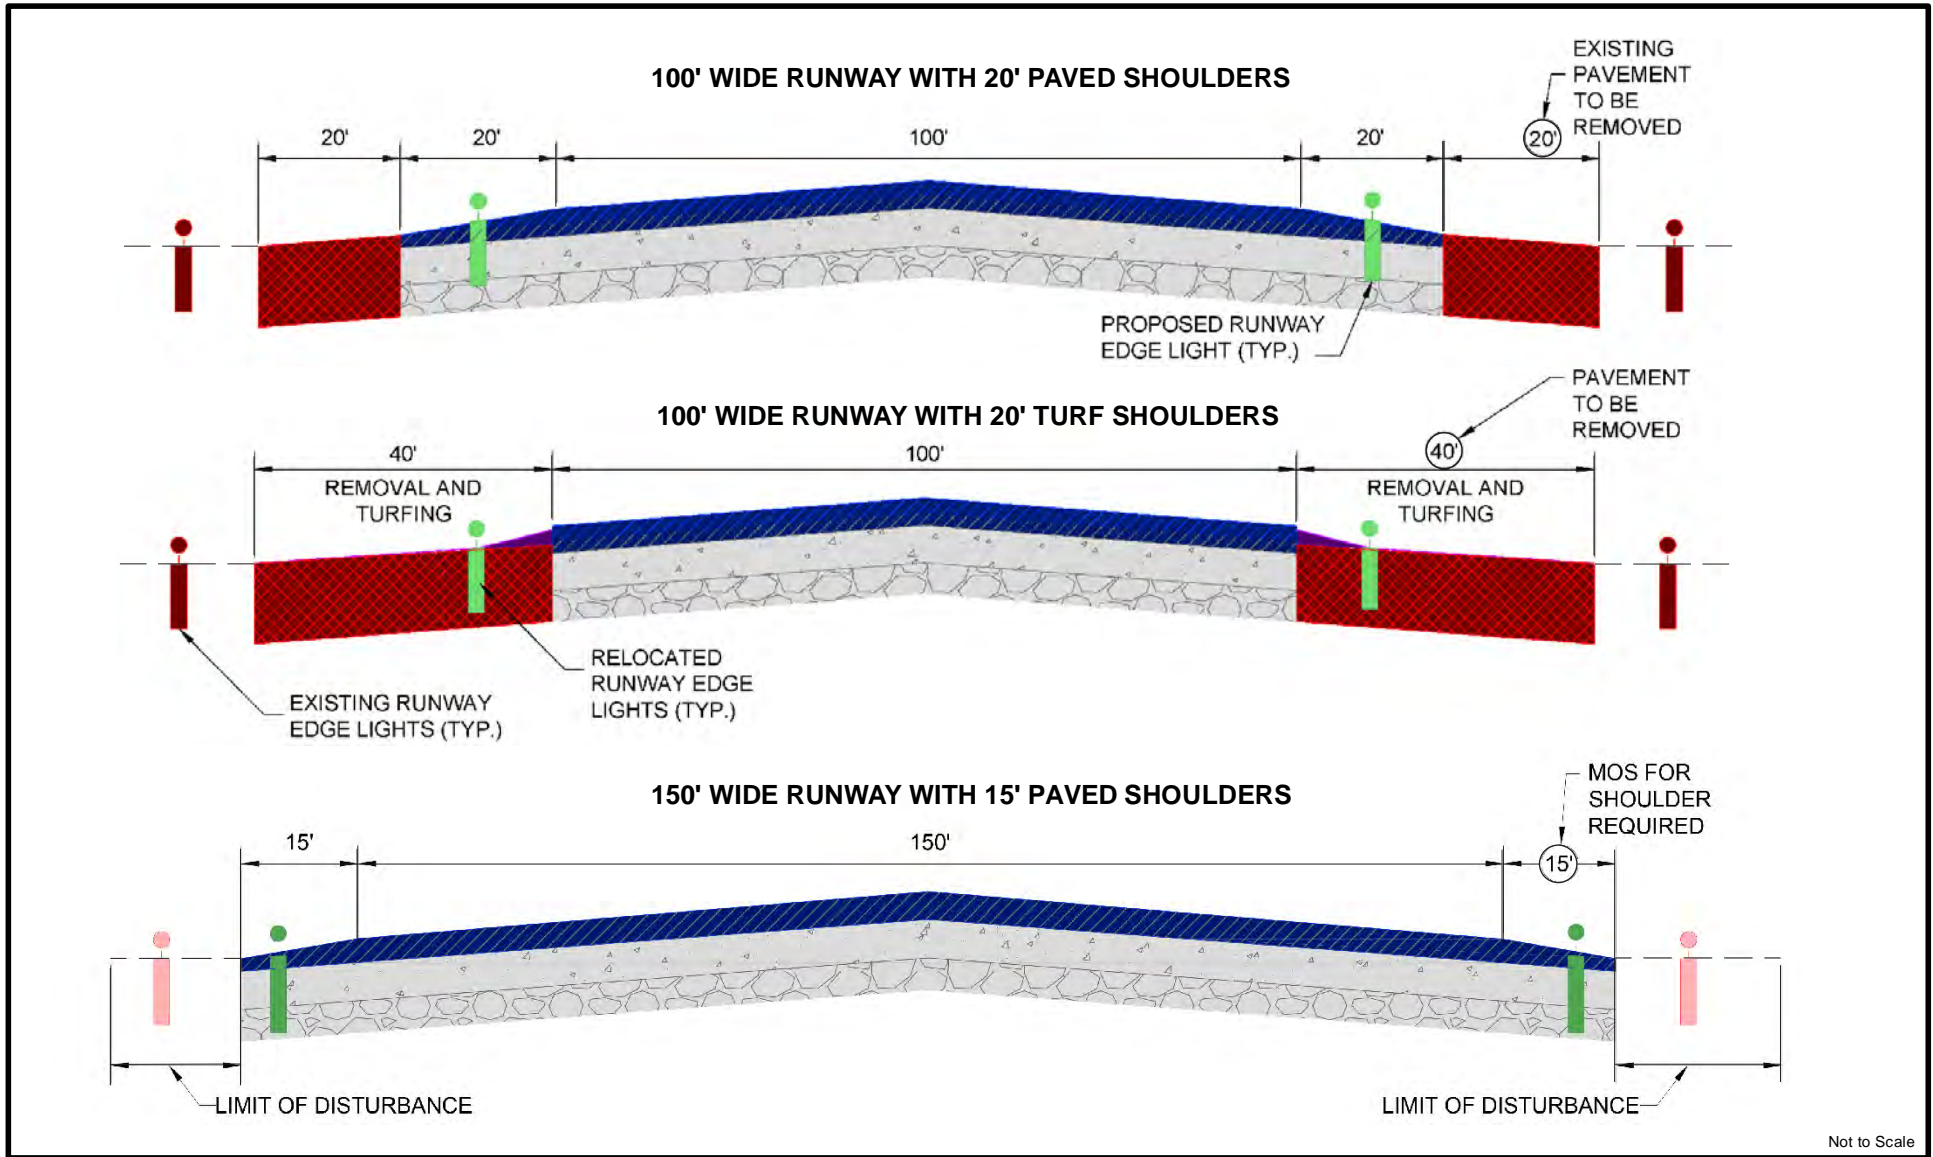 100' WIDE RUNWAY WITH 20' PAVED SHOULDERS
EXISTING
PAVEMENT
TO BE
REMOVED
20'
20'
100'
20'
20'
PROPOSED RUNWAY
EDGE LIGHT (TYP.)
100' WIDE RUNWAY WITH 20' TURF SHOULDERS
PAVEMENT
TO BE
REMOVED
40'
100'
40'
REMOVAL AND
TURFING
REMOVAL AND
TURFING
RELOCATED
RUNWAY EDGE
LIGHTS (TYP.)
EXISTING RUNWAY
EDGE LIGHTS (TYP.)
150' WIDE RUNWAY WITH 15' PAVED SHOULDERS
MOS FOR
SHOULDER
REQUIRED
15'
150'
15'
LIMIT OF DISTURBANCE
LIMIT OF DISTURBANCE
Not to Scale